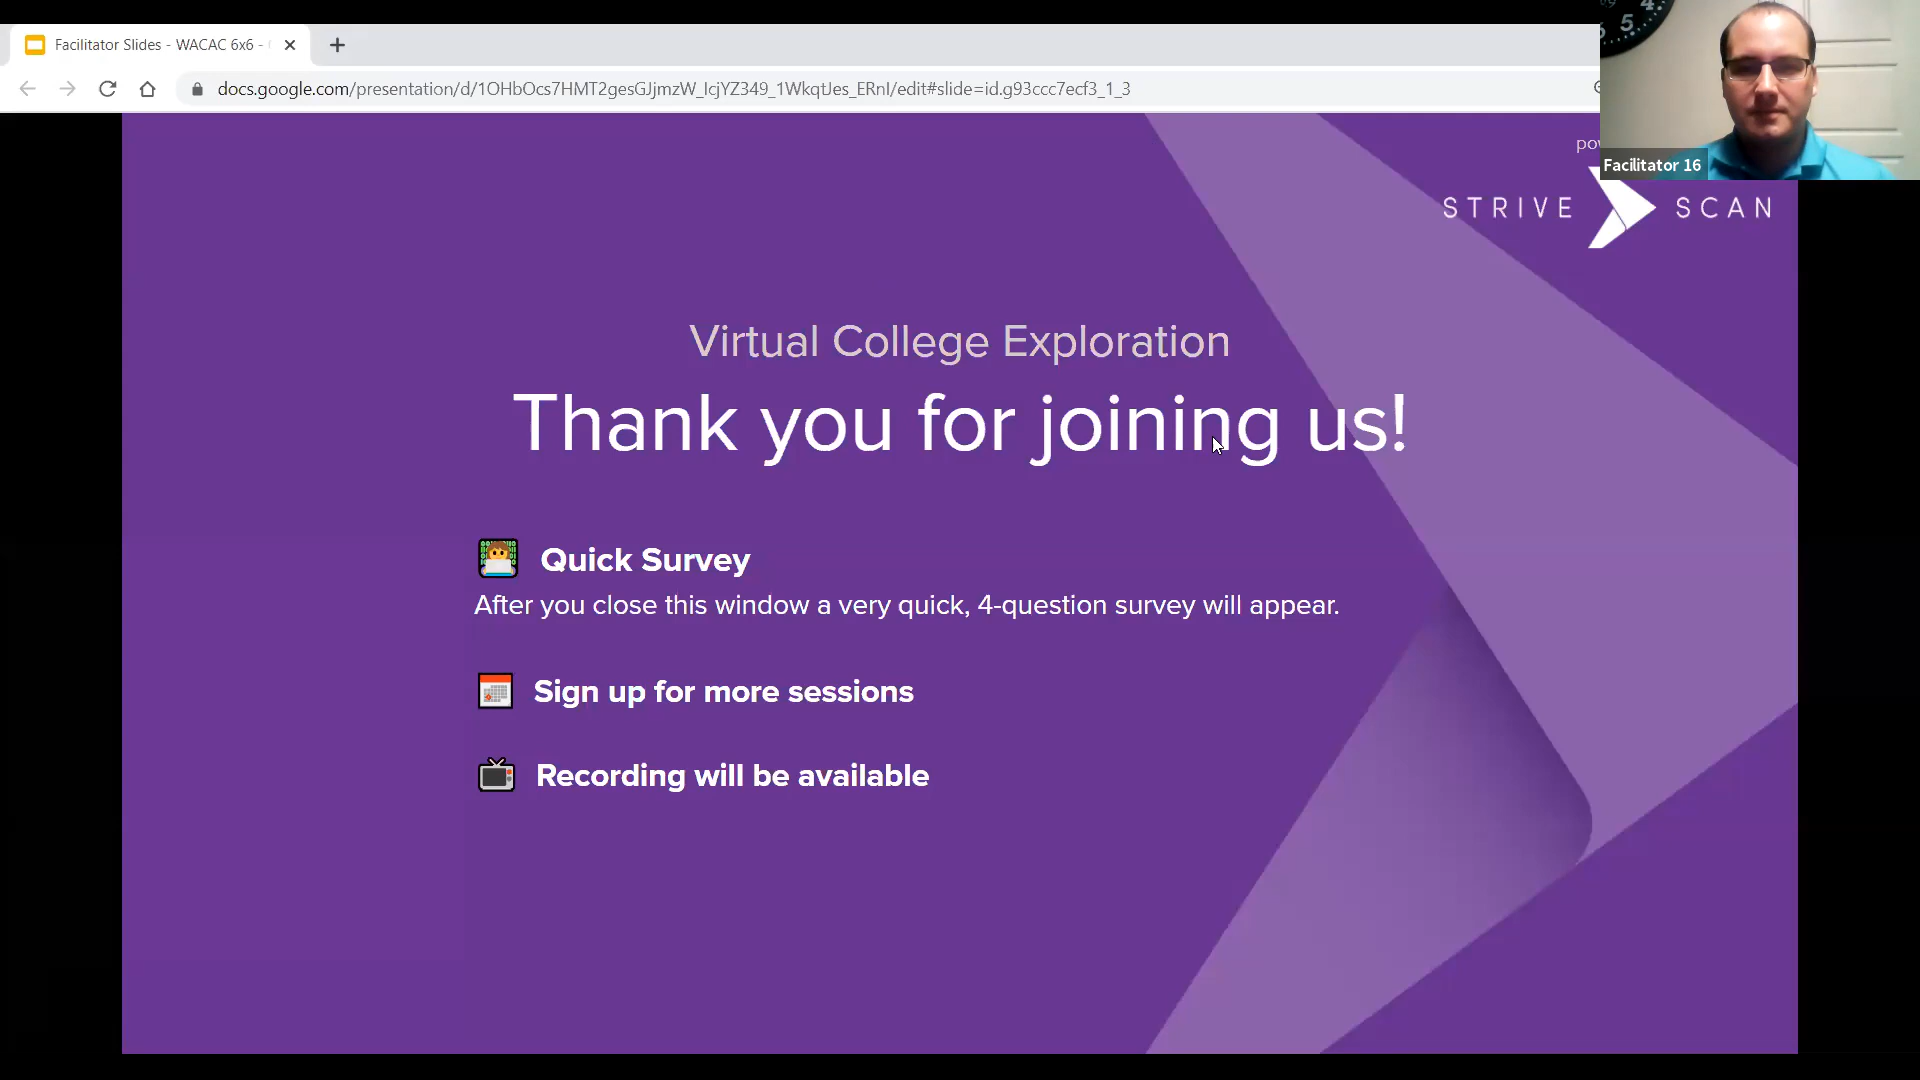 Facilitator Slides - WACAC 6x6 -
docs.google.com/presentation/d/1OHbOcs7HMT2gesGJjmzW_IcjYZ349_1WkqtJes_ERnI/edit#slide=id.g93ccc7ecf3_1_3
4
5
Facilitator 16
STRIVE SCAN
Virtual College Exploration
Thank you for joining us!
Quick Survey
After you close this window a very quick, 4-question survey will appear.
Sign up for more sessions
Recording will be available